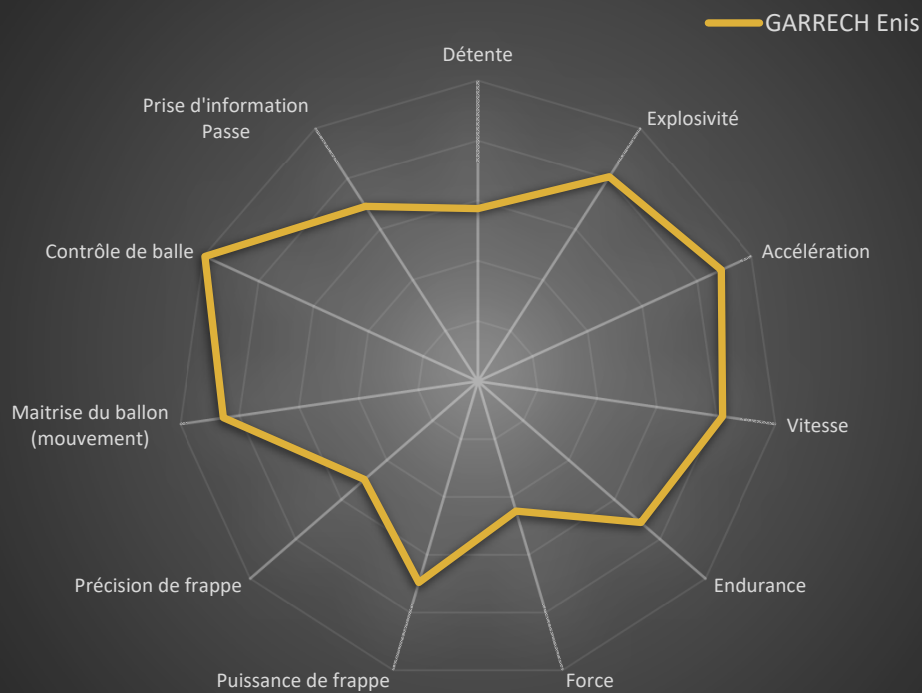 GARRECH Enis
Détente
Explosivité
Accélération
Vitesse
Endurance
Force
Puissance de frappe
Précision de frappe
Maitrise du ballon
(mouvement)
Contrôle de balle
Prise d'information
Passe